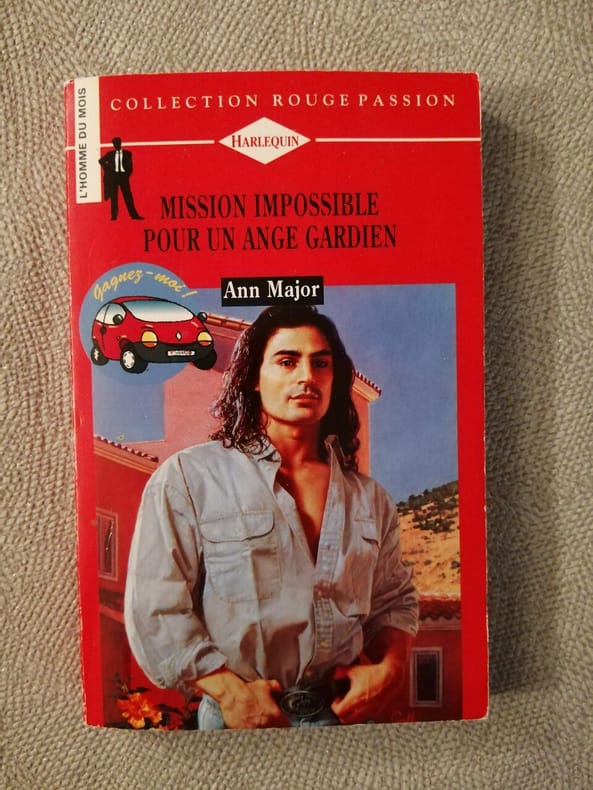 L'HOMME DU MOIS
COLLECTION ROUGE PASSION
HARLEQUIN
MISSION IMPOSSIBLE
POUR UN ANGE GARDIEN
Gagnez-moi !
Ann Major